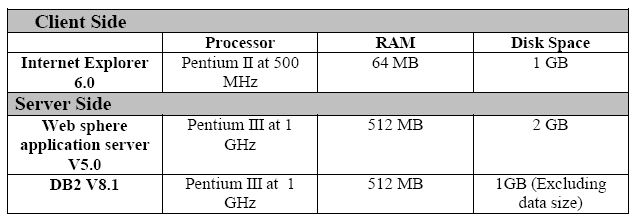 Client Side
Processor RAM Disk Space
Internet Explorer 6.0 Pentium II at 500 MHz 64 MB 1 GB
Server Side
Web sphere application server V5.0 Pentium III at 1 GHz 512 MB 2 GB
DB2 V8.1 Pentium III at 1 GHz 512 MB 1GB (Excluding data size)